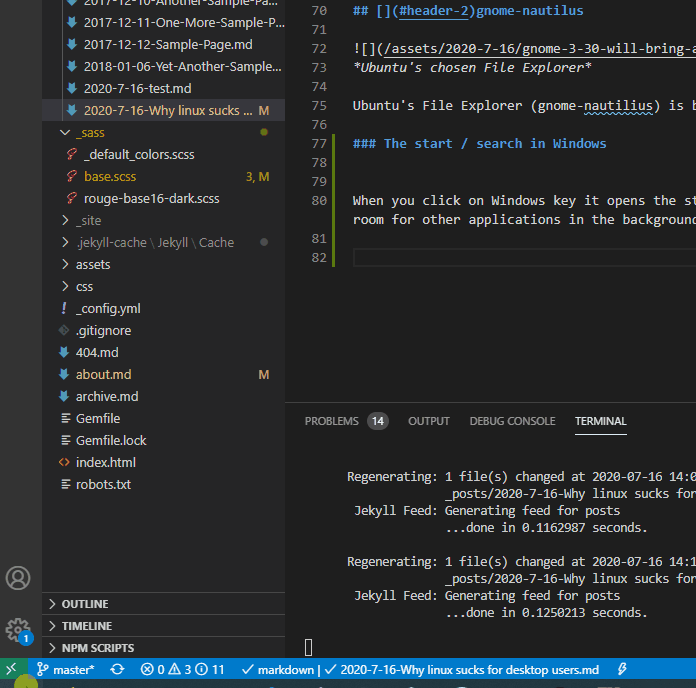 2017-12-10-Another-Sample-Pa...
2017-12-11-One-More-Sample-P...
2017-12-12-Sample-Page.md
2018-01-06-Yet-Another-Sample...
2020-7-16-test.md
2020-7-16-Why linux sucks ... M
_sass
_default_colors.scss
base.scss 3, M
rouge-base16-dark.scss
_site
.jekyll-cache \ Jekyll \ Cache
assets
css
! _config.yml
.gitignore
404.md
about.md M
archive.md
Gemfile
Gemfile.lock
index.html
robots.txt
OUTLINE
TIMELINE
NPM SCRIPTS
70 ## [](#header-2)gnome-nautilus
71
72 ![](/assets/2020-7-16/gnome-3-30-will-bring-a
73 *Ubuntu's chosen File Explorer*
74
75 Ubuntu's File Explorer (gnome-nautilius) is b
76
77 ### The start / search in Windows
78
79
80 When you click on Windows key it opens the st
room for other applications in the background
81
82
PROBLEMS 14 OUTPUT DEBUG CONSOLE TERMINAL
Regenerating: 1 file(s) changed at 2020-07-16 14:0
_posts/2020-7-16-Why linux sucks for
Jekyll Feed: Generating feed for posts
...done in 0.1162987 seconds.
Regenerating: 1 file(s) changed at 2020-07-16 14:1
_posts/2020-7-16-Why linux sucks for
Jekyll Feed: Generating feed for posts
...done in 0.1250213 seconds.
1
master* 0 3 11 markdown | 2020-7-16-Why linux sucks for desktop users.md